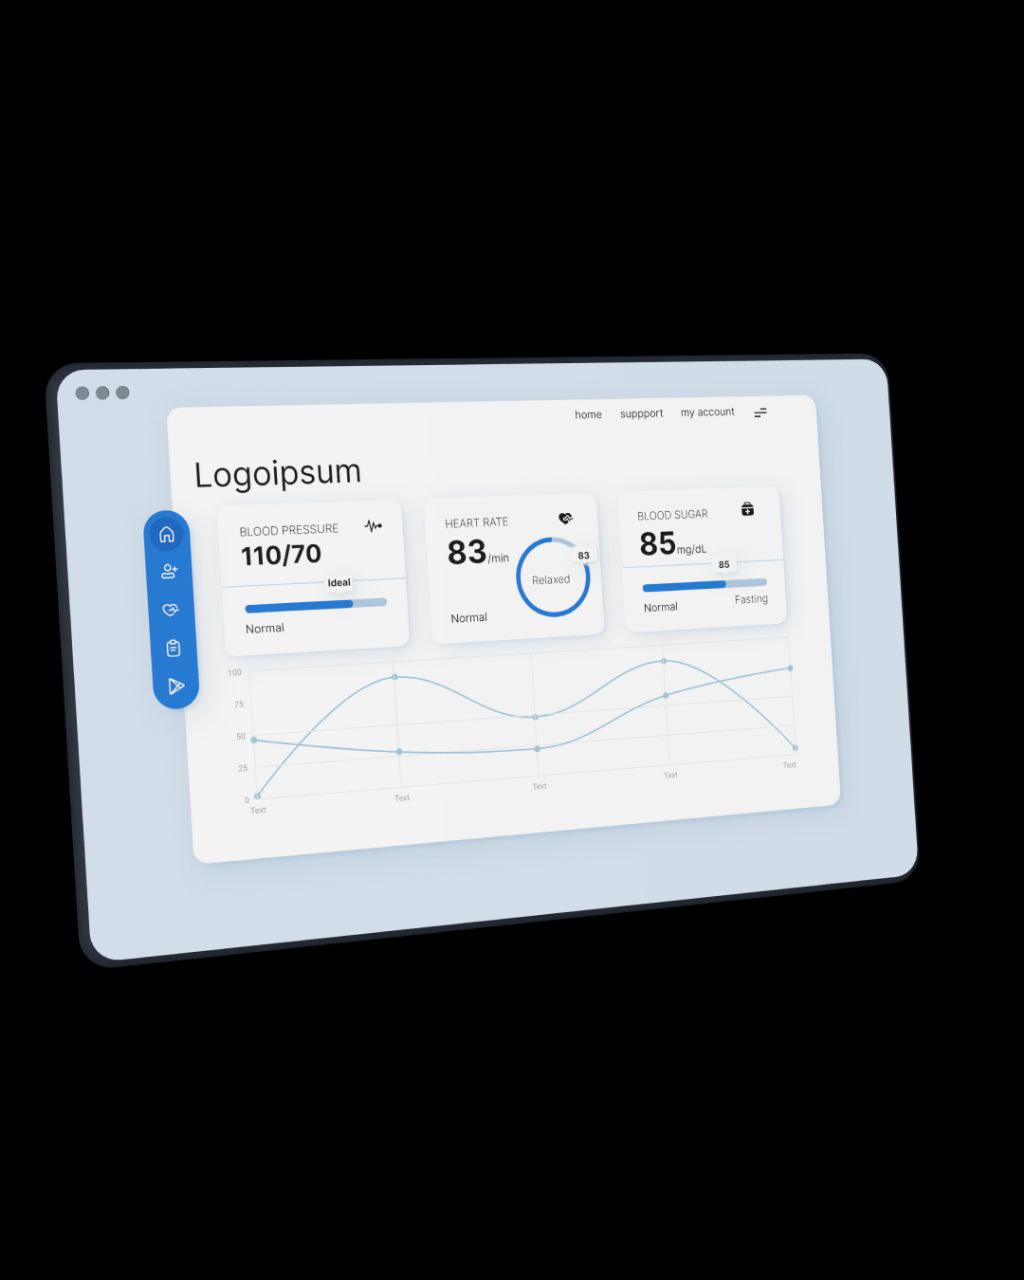 home suppport my account
Logoipsum
BLOOD PRESSURE
110/70
Ideal
Normal
HEART RATE
83/min
83
Relaxed
Normal
BLOOD SUGAR
85mg/dL
85
Normal Fasting
100
75
50
25
0
Text Text Text Text Text